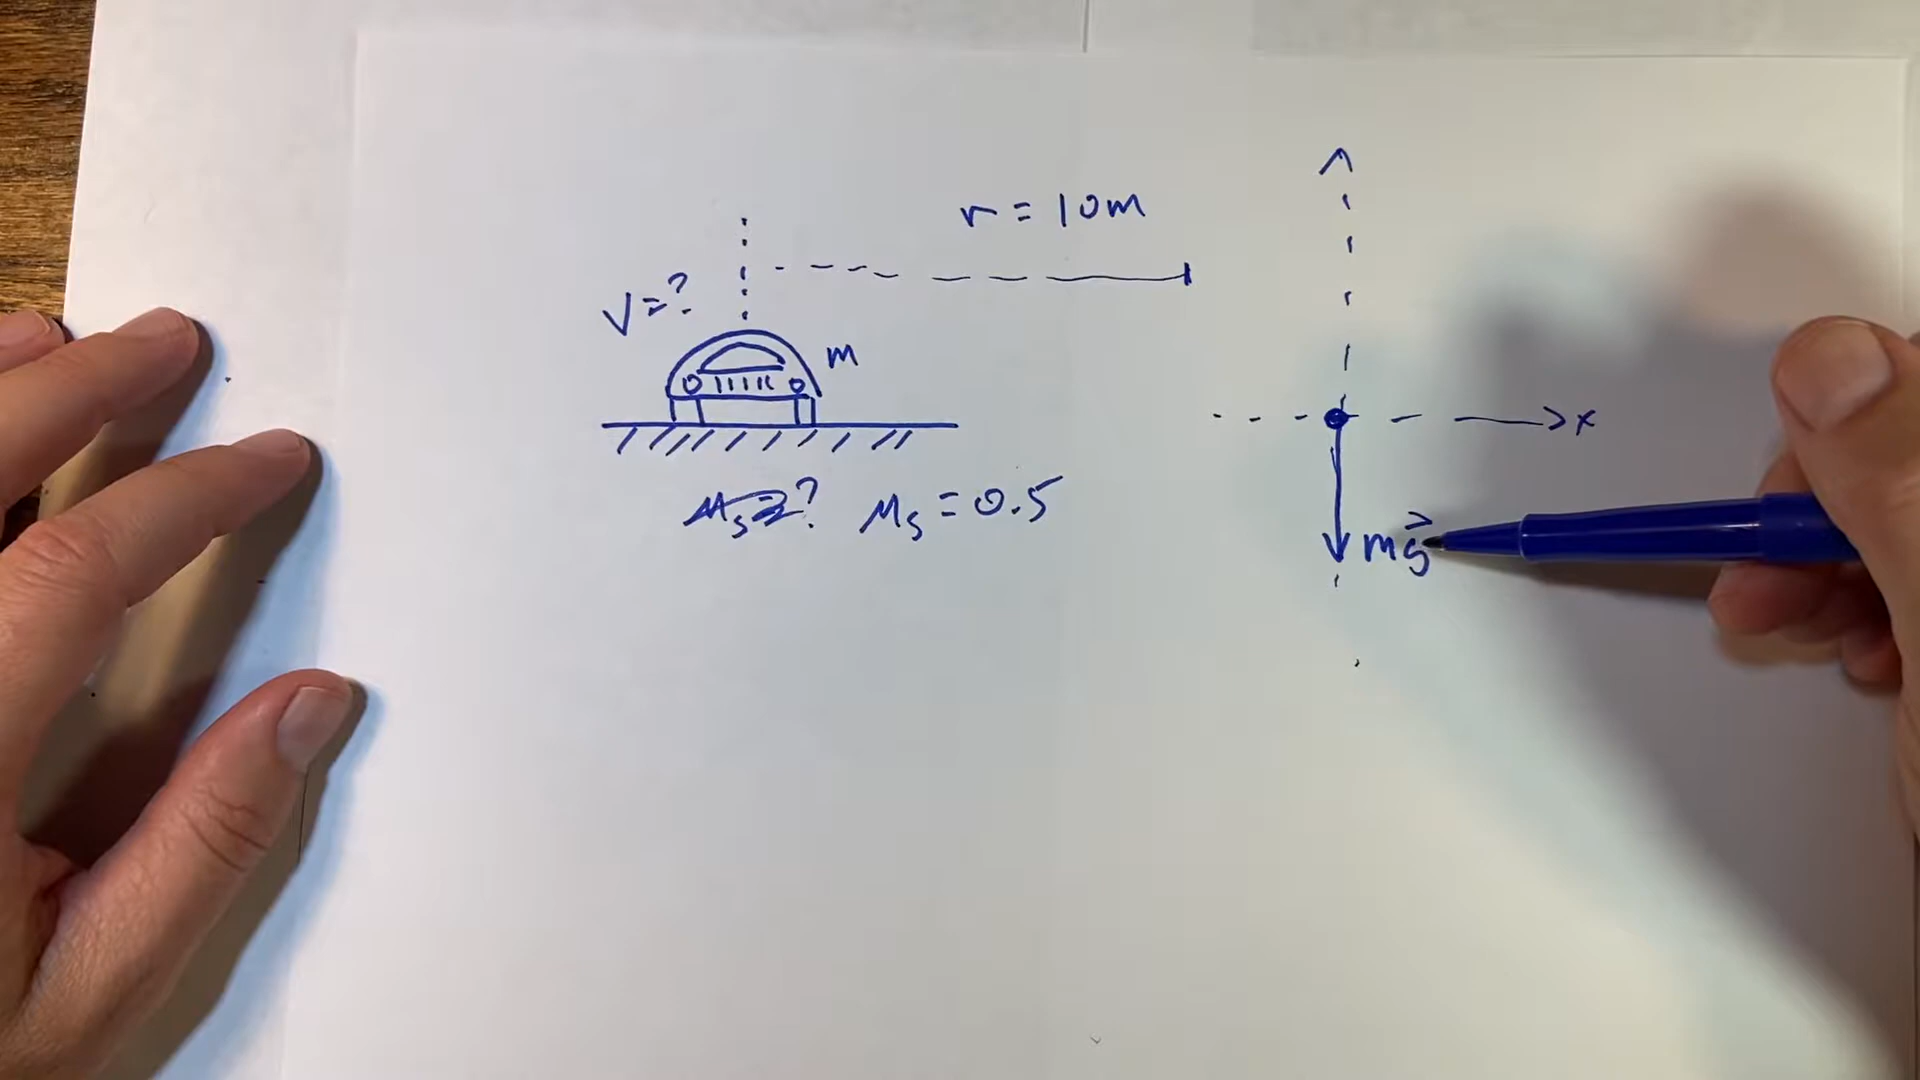 r = 10m
V=?
m
x
μs=? μs = 0.5
mg⃗